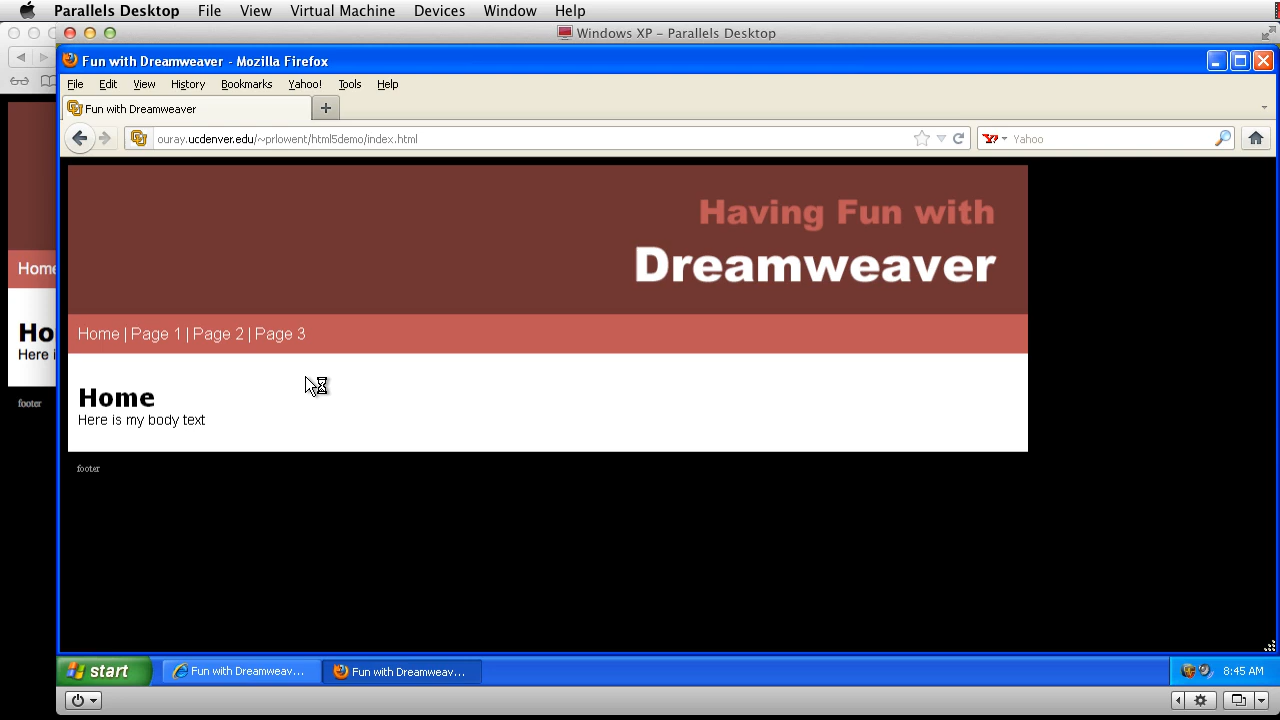 Parallels Desktop File View Virtual Machine Devices Window Help
Windows XP – Parallels Desktop
Fun with Dreamweaver - Mozilla Firefox
File Edit View History Bookmarks Yahoo! Tools Help
Fun with Dreamweaver
ouray.ucdenver.edu/~prlowent/html5demo/index.html
Yahoo
Having Fun with
Dreamweaver
Home | Page 1 | Page 2 | Page 3
Home
Here is my body text
footer
Home
Ho
Here i
footer
start
Fun with Dreamweav...
Fun with Dreamweav...
8:45 AM